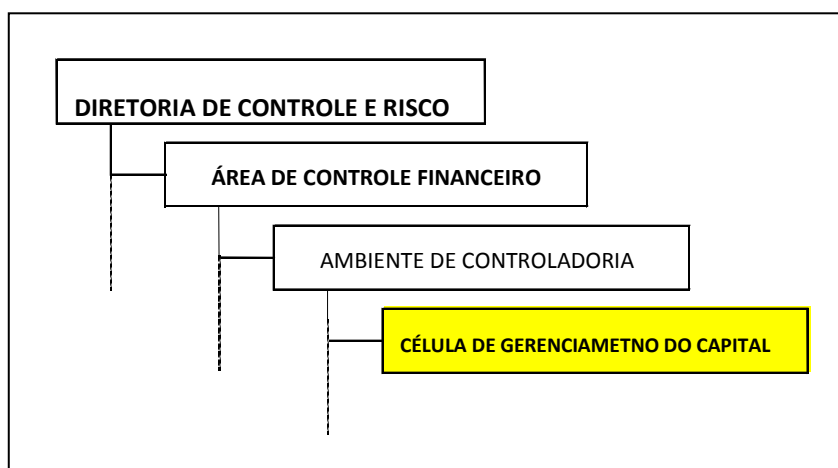 DIRETORIA DE CONTROLE E RISCO
ÁREA DE CONTROLE FINANCEIRO
AMBIENTE DE CONTROLADORIA
CÉLULA DE GERENCIAMETNO DO CAPITAL